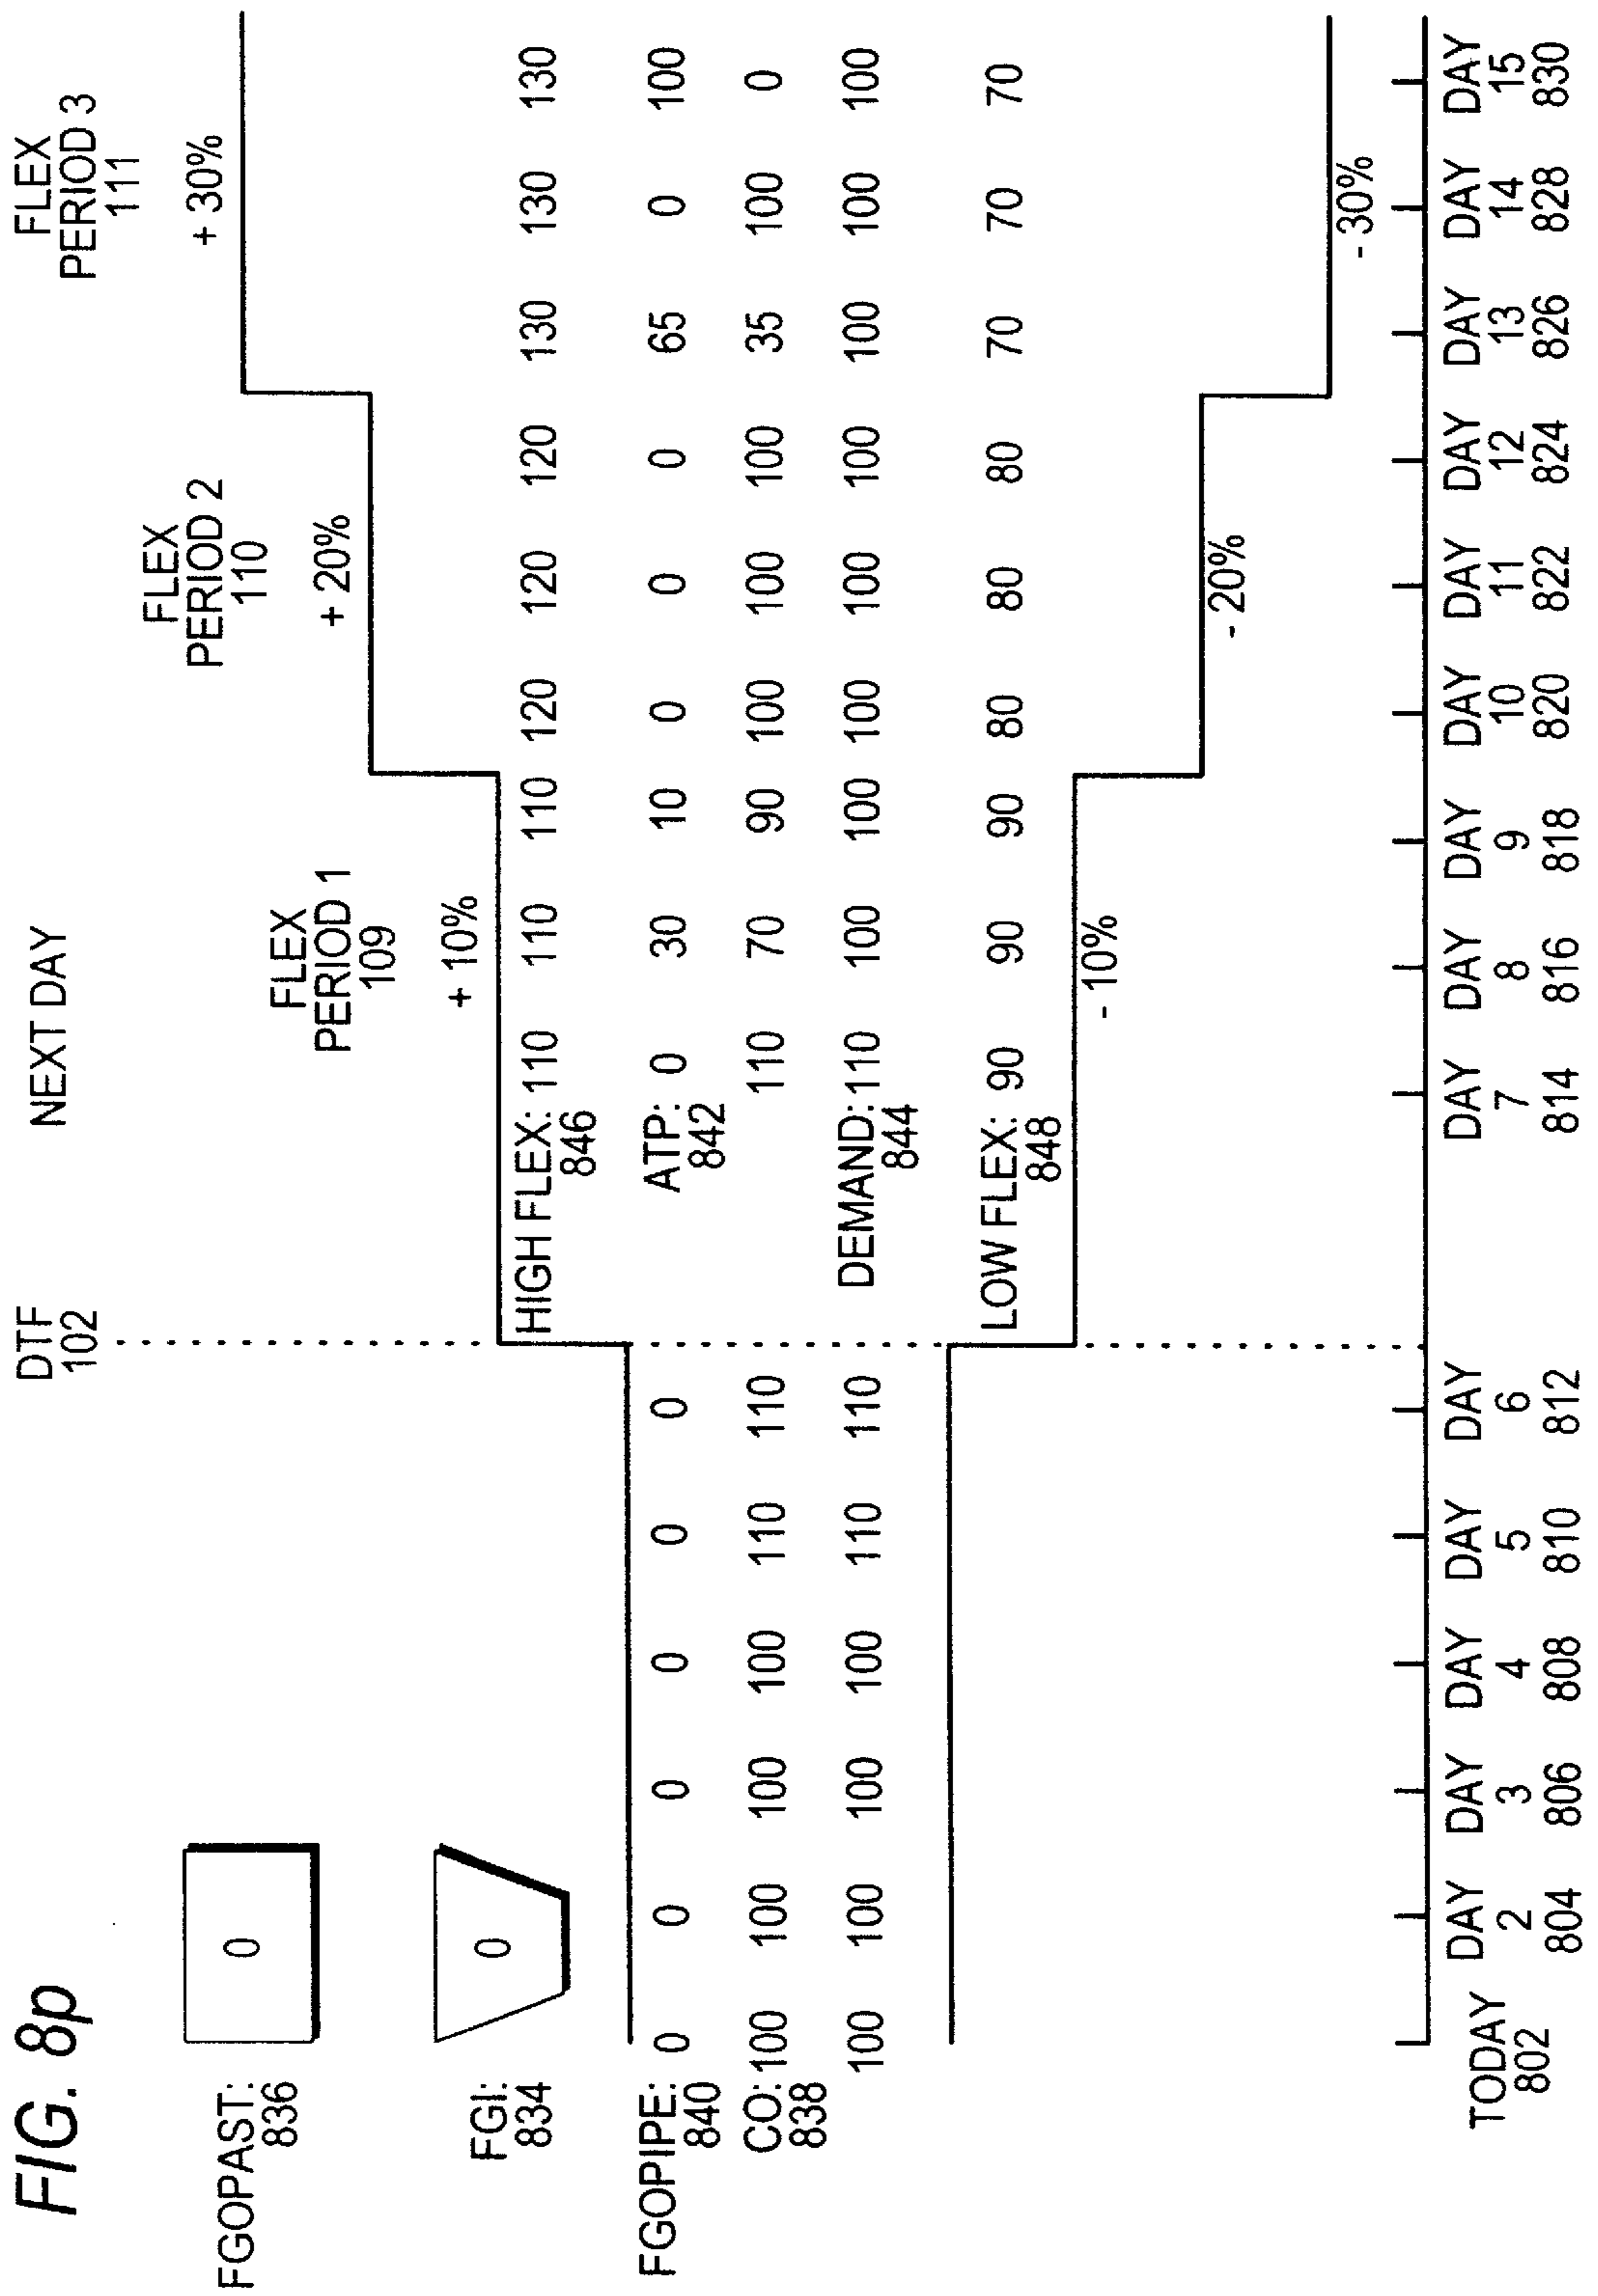 FIG. 8p
NEXT DAY
DTF
102
FLEX
PERIOD 1
109
+ 10%
FLEX
PERIOD 2
110
+ 20%
FLEX
PERIOD 3
111
+ 30%
FGOPAST:
836
0
FGI:
834
0
HIGH FLEX: 110 110 110 120 120 120 130 130 130
846
FGOPIPE: 0 0 0 0 0 0
840
ATP: 0 30 10 0 0 0 65 0 100
842
CO: 100 100 100 100 110 110 110 70 90 100 100 100 35 100 0
838
100 100 100 100 110 110
DEMAND: 110 100 100 100 100 100 100 100 100
844
LOW FLEX: 90 90 90 80 80 80 70 70 70
848
- 10%
- 20%
- 30%
TODAY
802
DAY
2
804
DAY
3
806
DAY
4
808
DAY
5
810
DAY
6
812
DAY
7
814
DAY
8
816
DAY
9
818
DAY
10
820
DAY
11
822
DAY
12
824
DAY
13
826
DAY
14
828
DAY
15
830